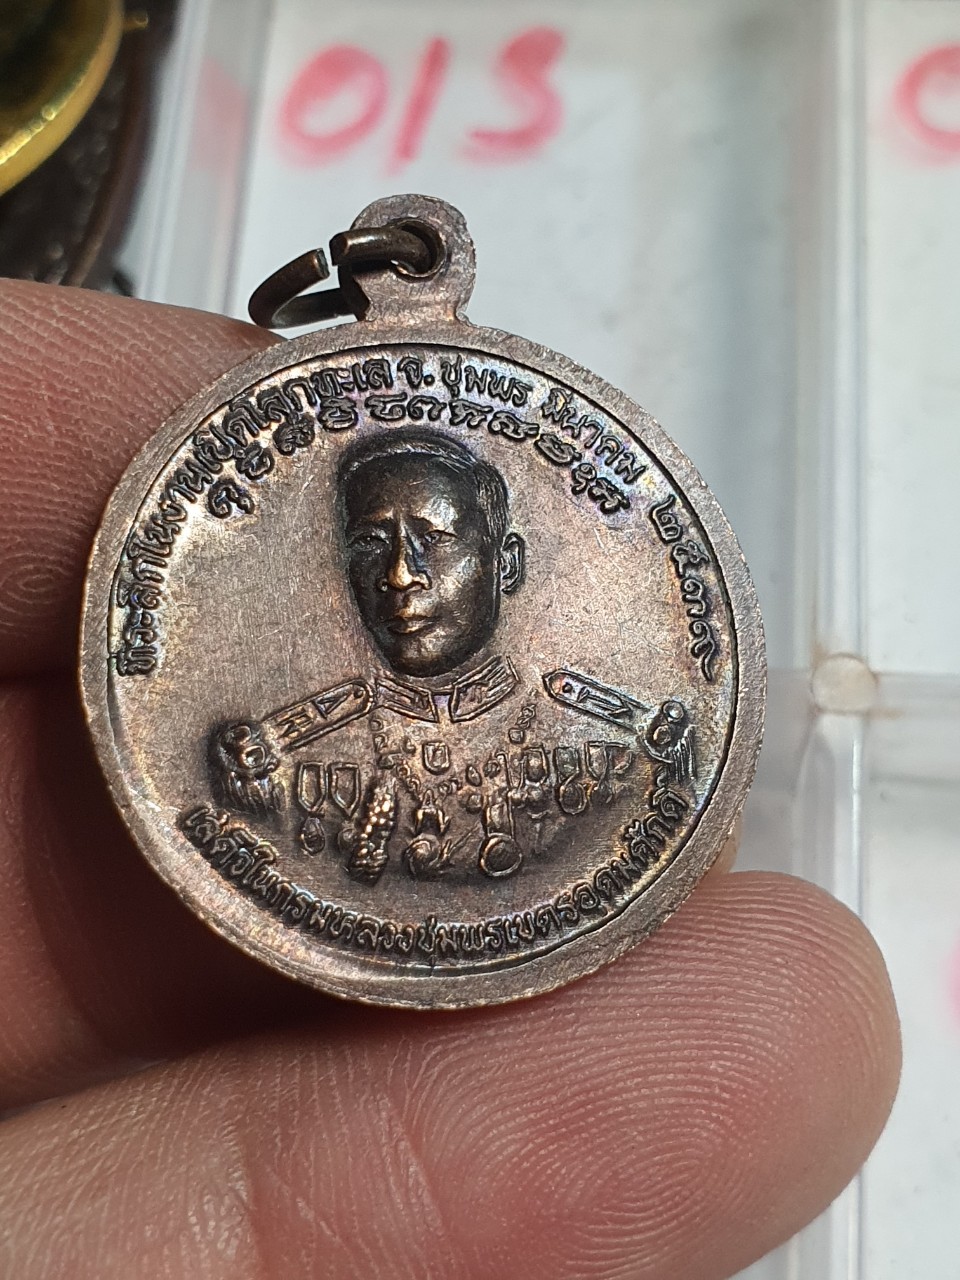 O15
ที่ระลึกในงานเปิดโลกทะเล จ. ชุมพร มีนาคม ๒๕๓๙
เสด็จในกรมหลวงชุมพรเขตรอุดมศักดิ์